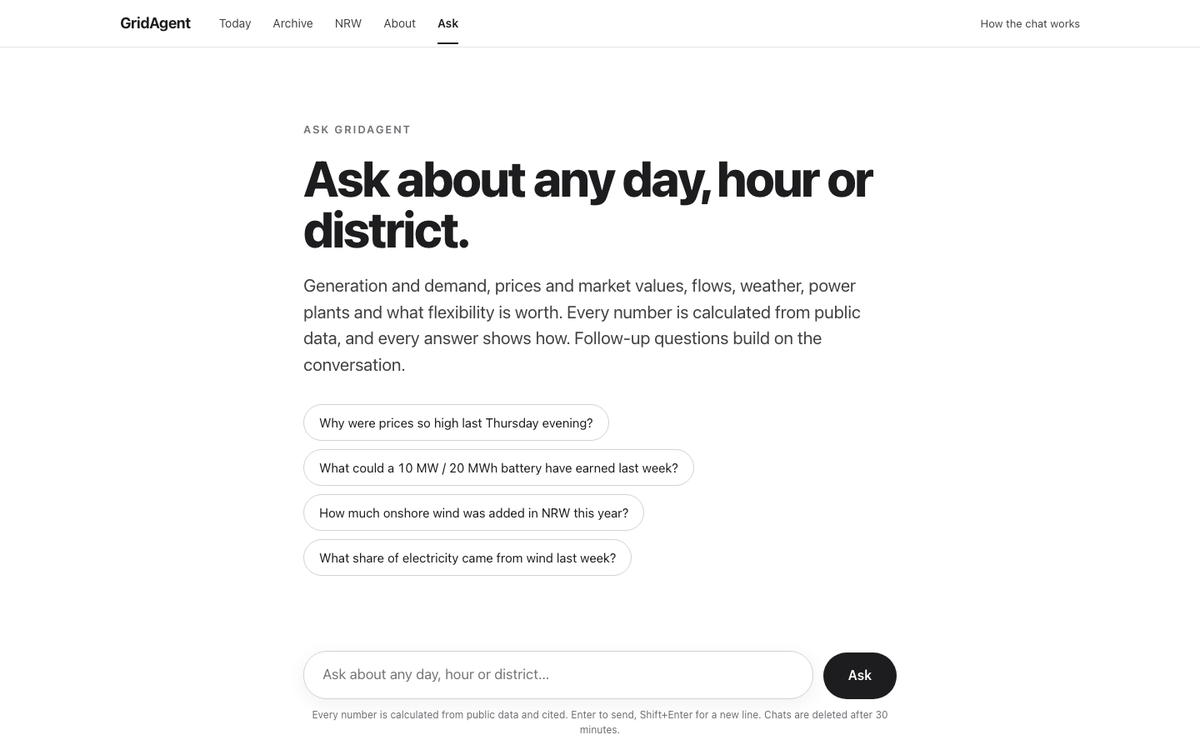 GridAgent
Today
Archive
NRW
About
Ask
How the chat works
ASK GRIDAGENT
Ask about any day, hour or
district.
Generation and demand, prices and market values, flows, weather, power
plants and what flexibility is worth. Every number is calculated from public
data, and every answer shows how. Follow-up questions build on the
conversation.
Why were prices so high last Thursday evening?
What could a 10 MW / 20 MWh battery have earned last week?
How much onshore wind was added in NRW this year?
What share of electricity came from wind last week?
Ask about any day, hour or district...
Ask
Every number is calculated from public data and cited. Enter to send, Shift+Enter for a new line. Chats are deleted after 30
minutes.